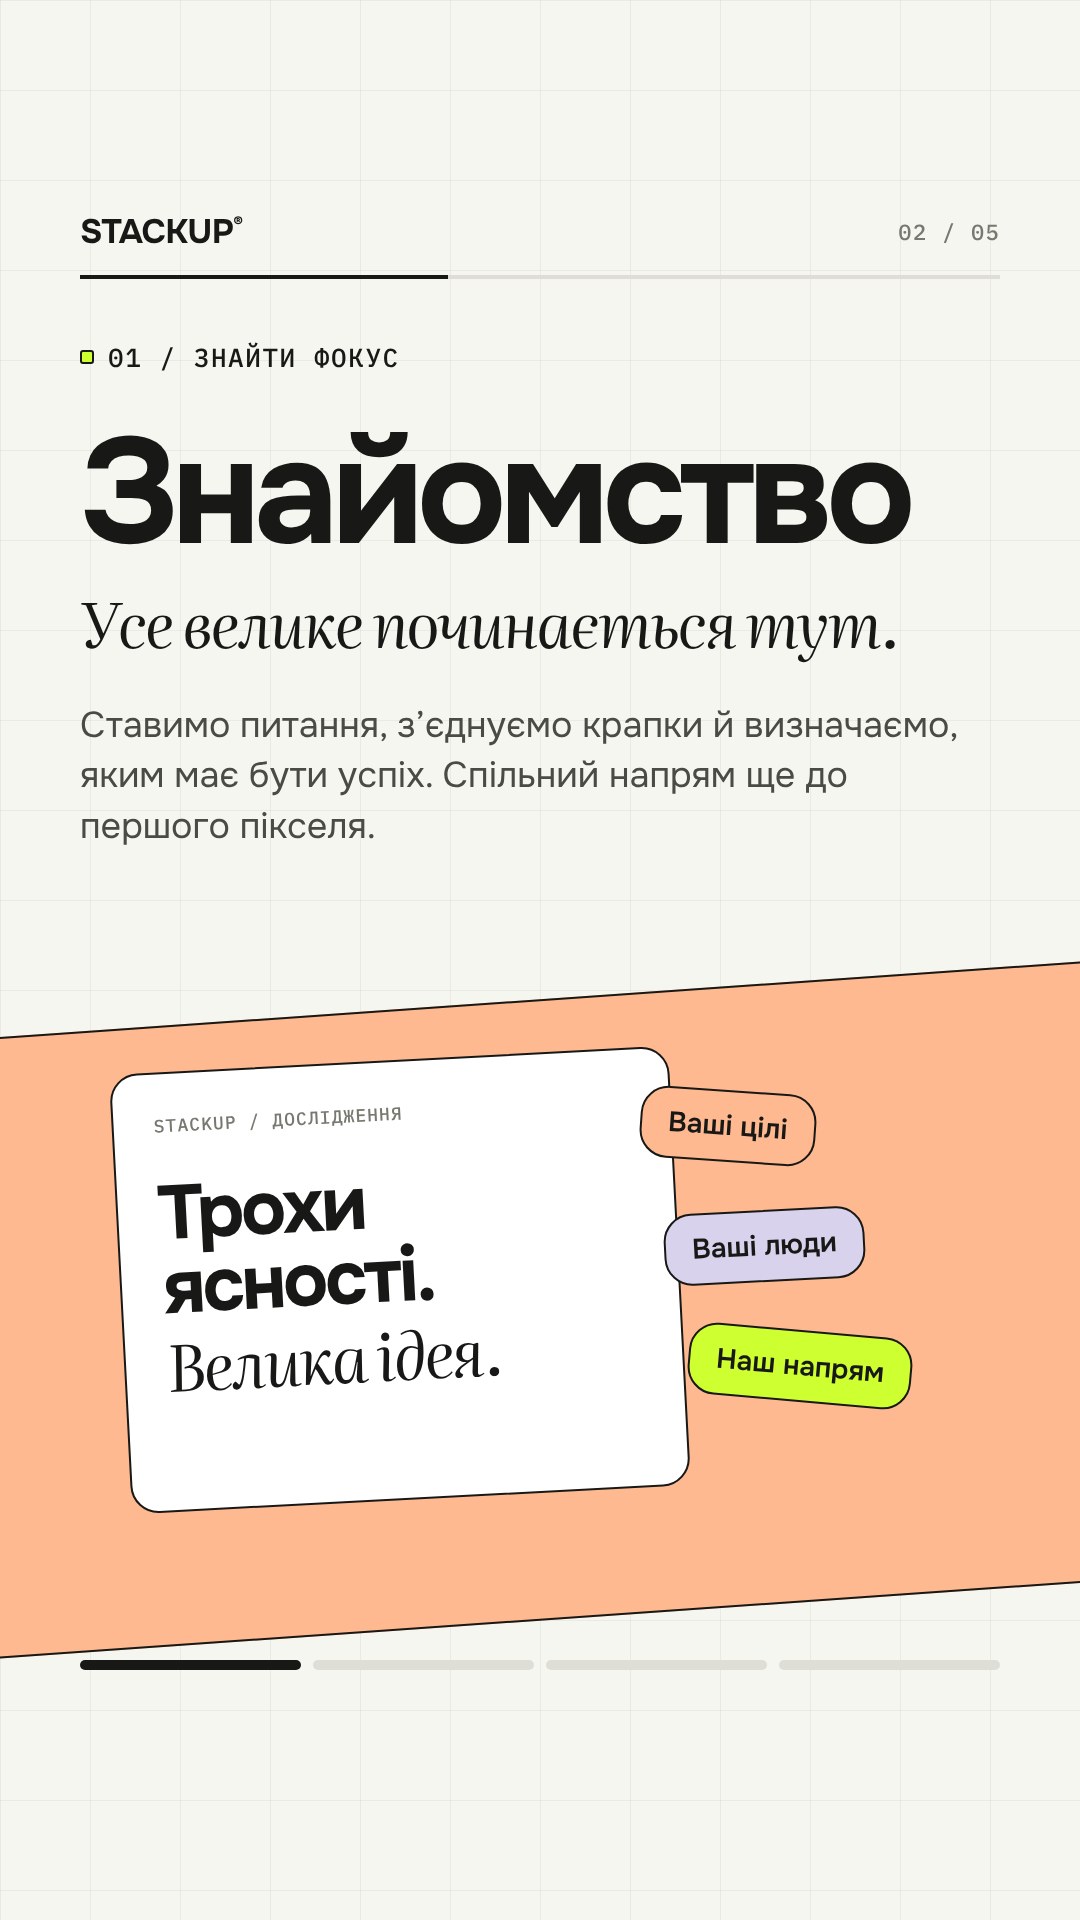 STACKUP®
02 / 05
01 / ЗНАЙТИ ФОКУС
Знайомство
Усе велике починається тут.
Ставимо питання, з’єднуємо крапки й визначаємо,
яким має бути успіх. Спільний напрям ще до
першого пікселя.
STACKUP / ДОСЛІДЖЕННЯ
Трохи
ясності.
Велика ідея.
Ваші цілі
Ваші люди
Наш напрям